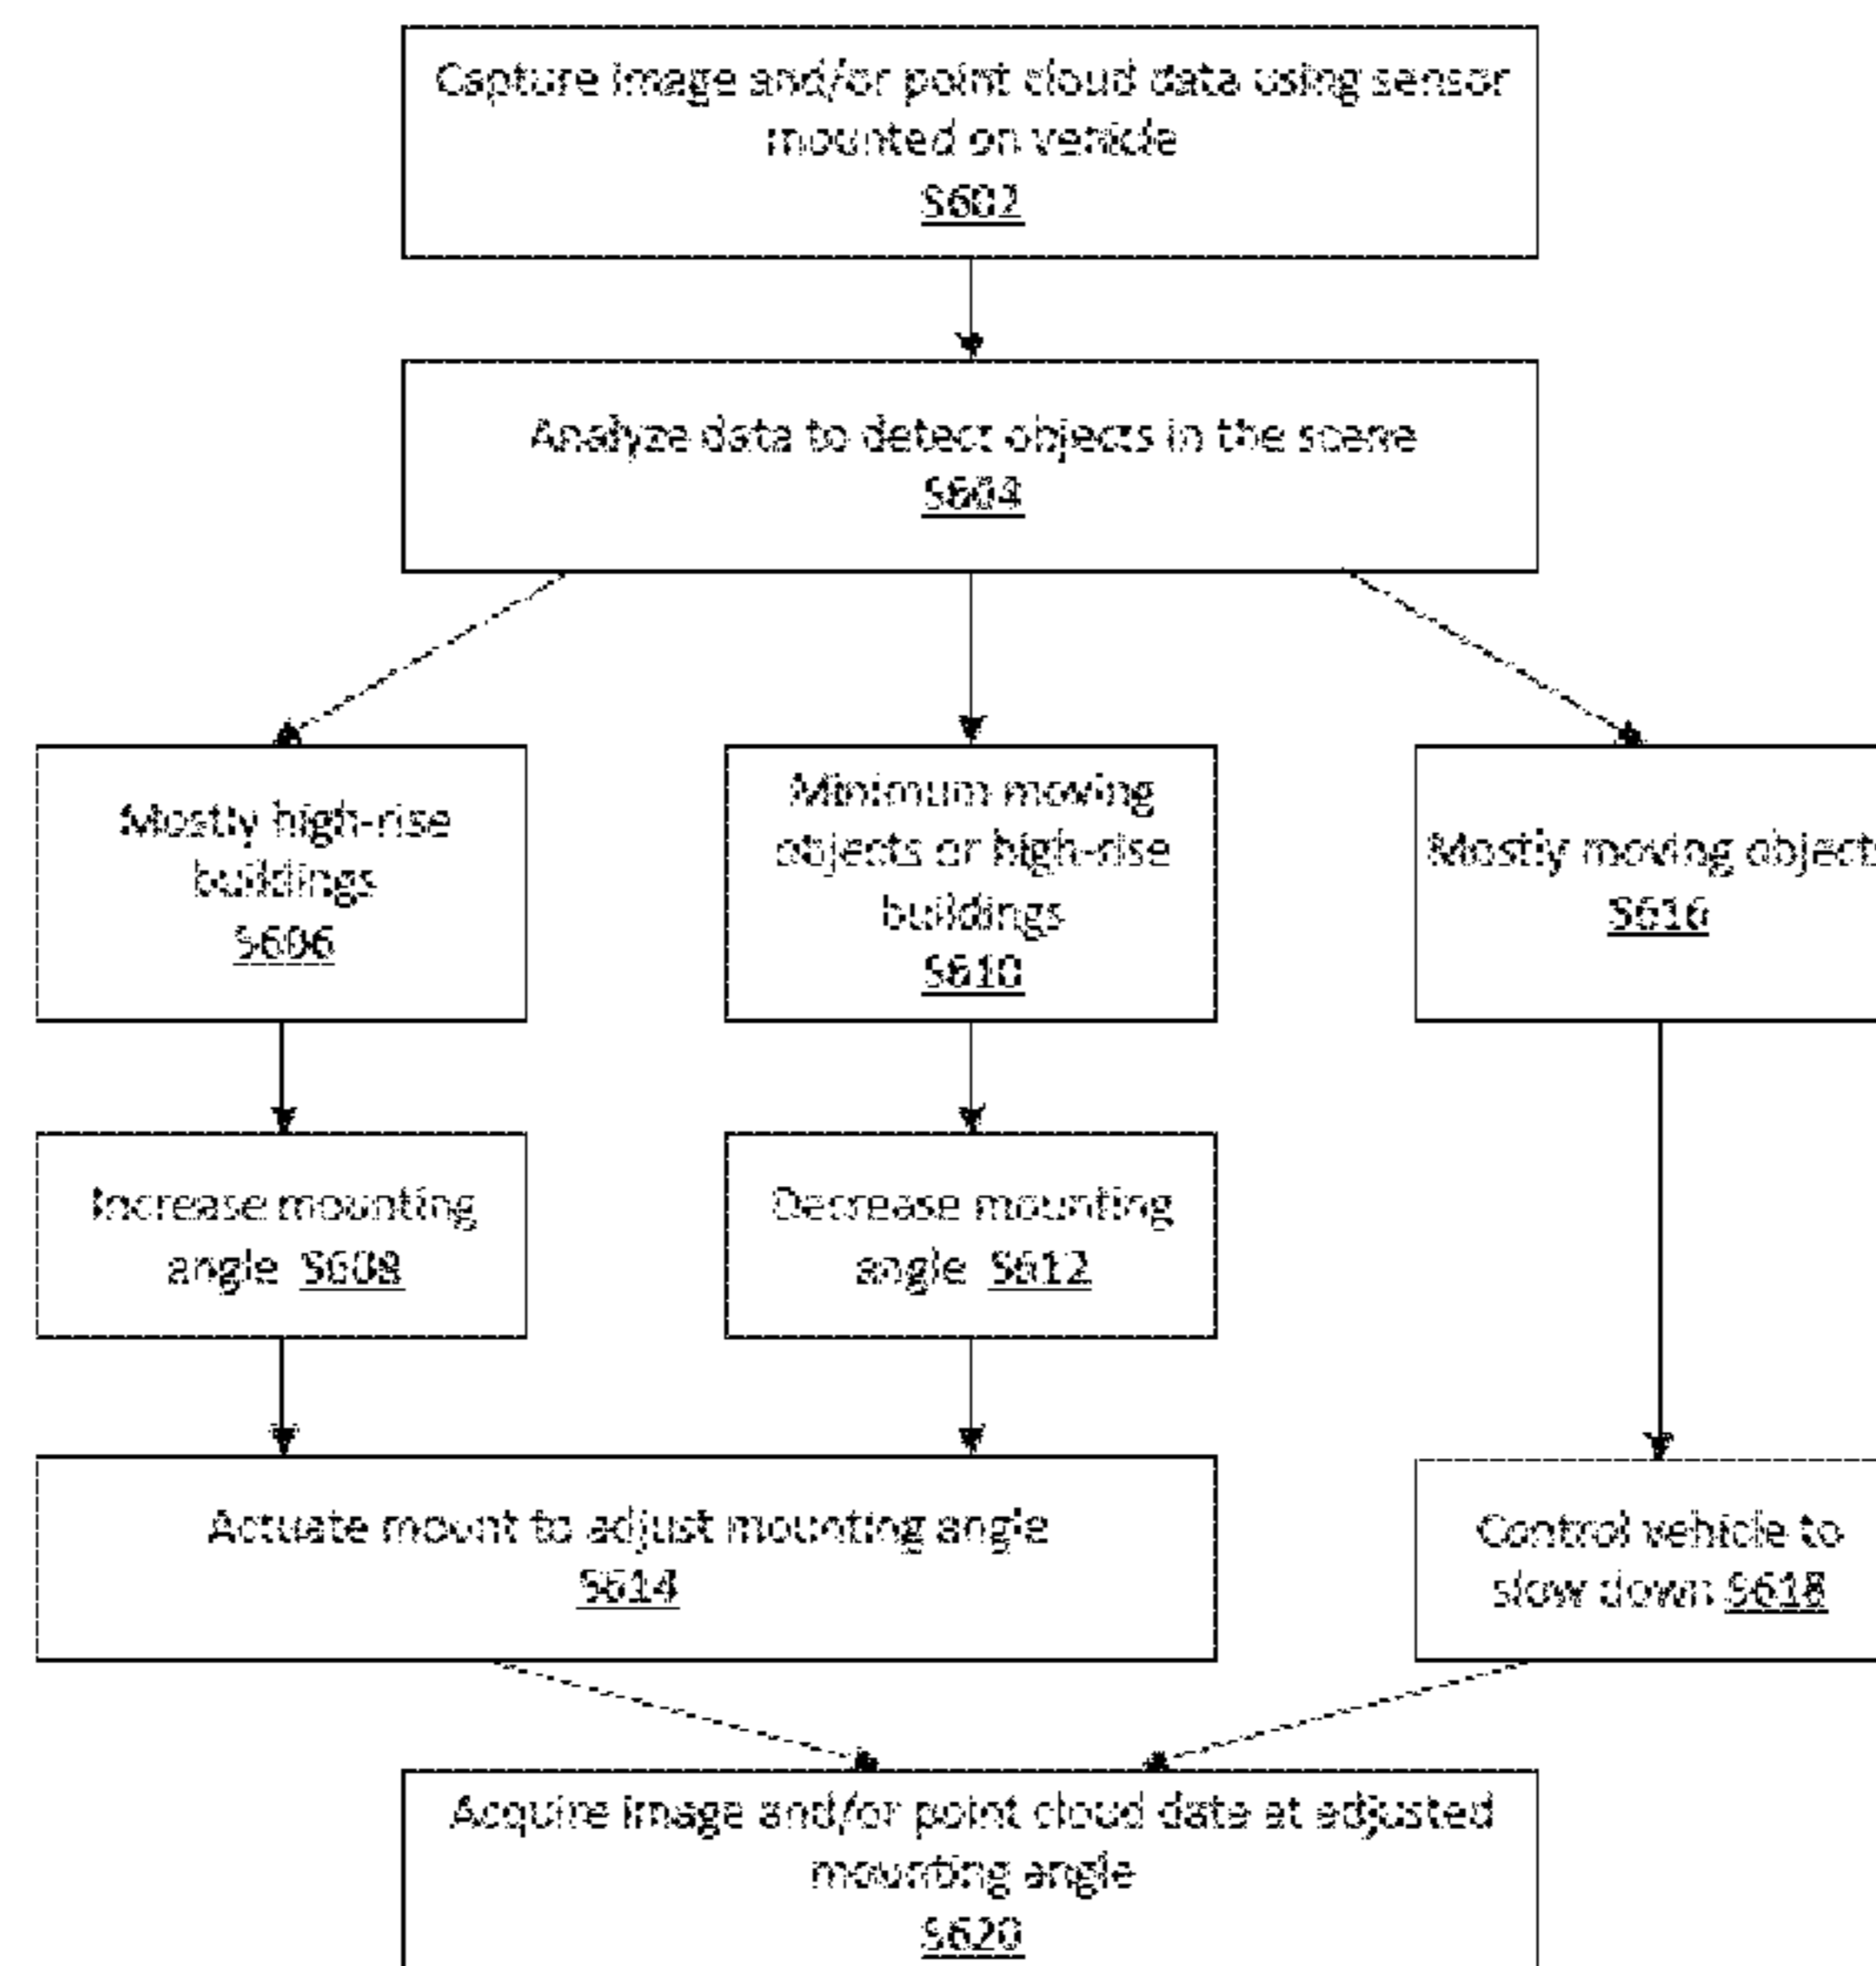 Capture image and/or point cloud data using sensor
mounted on vehicle
S602
Analyze data to detect objects in the scene
S604
Mostly high-rise
buildings
S606
Minimum moving
objects or high-rise
buildings
S610
Mostly moving objects
S616
Increase mounting
angle S608
Decrease mounting
angle S612
Actuate mount to adjust mounting angle
S614
Control vehicle to
slow down S618
Acquire image and/or point cloud date at adjusted
mounting angle
S620